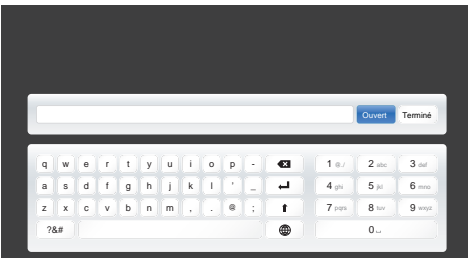 Ouvert Terminé
q w e r t y u i o p - 1 @./ 2 abc 3 def
a s d f g h j k l ' _ 4 ghi 5 jkl 6 mno
z x c v b n m , . @ ; 7 pqrs 8 tuv 9 wxyz
?&# 0